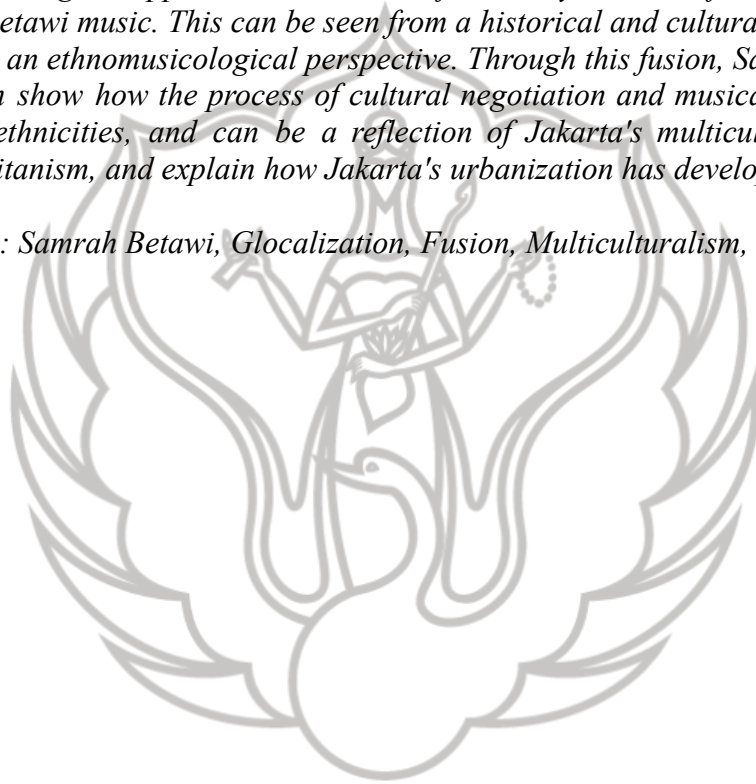 etawi music. This can be seen from a historical and cultural
an ethnomusicological perspective. Through this fusion, Sa
show how the process of cultural negotiation and musica
ethnicities, and can be a reflection of Jakarta's multicul
itanism, and explain how Jakarta's urbanization has develop
: Samrah Betawi, Glocalization, Fusion, Multiculturalism,